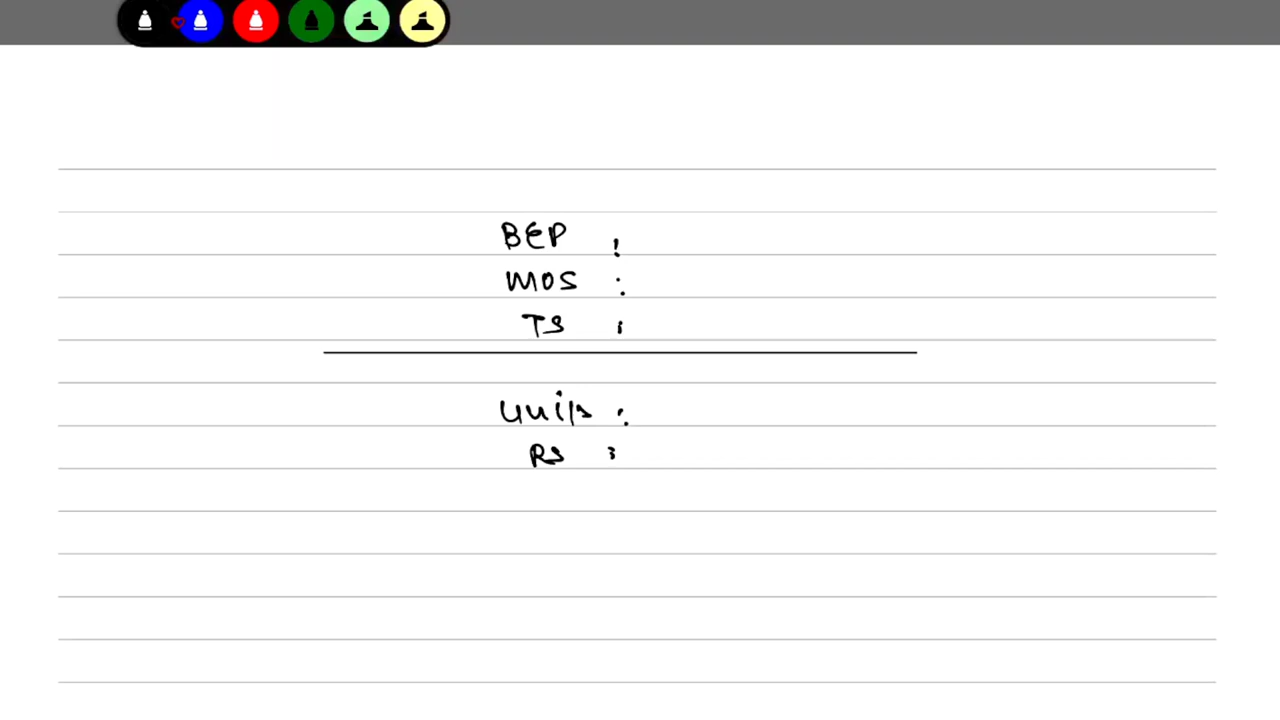 BEP :
MOS :
TS :
Units :
RS :